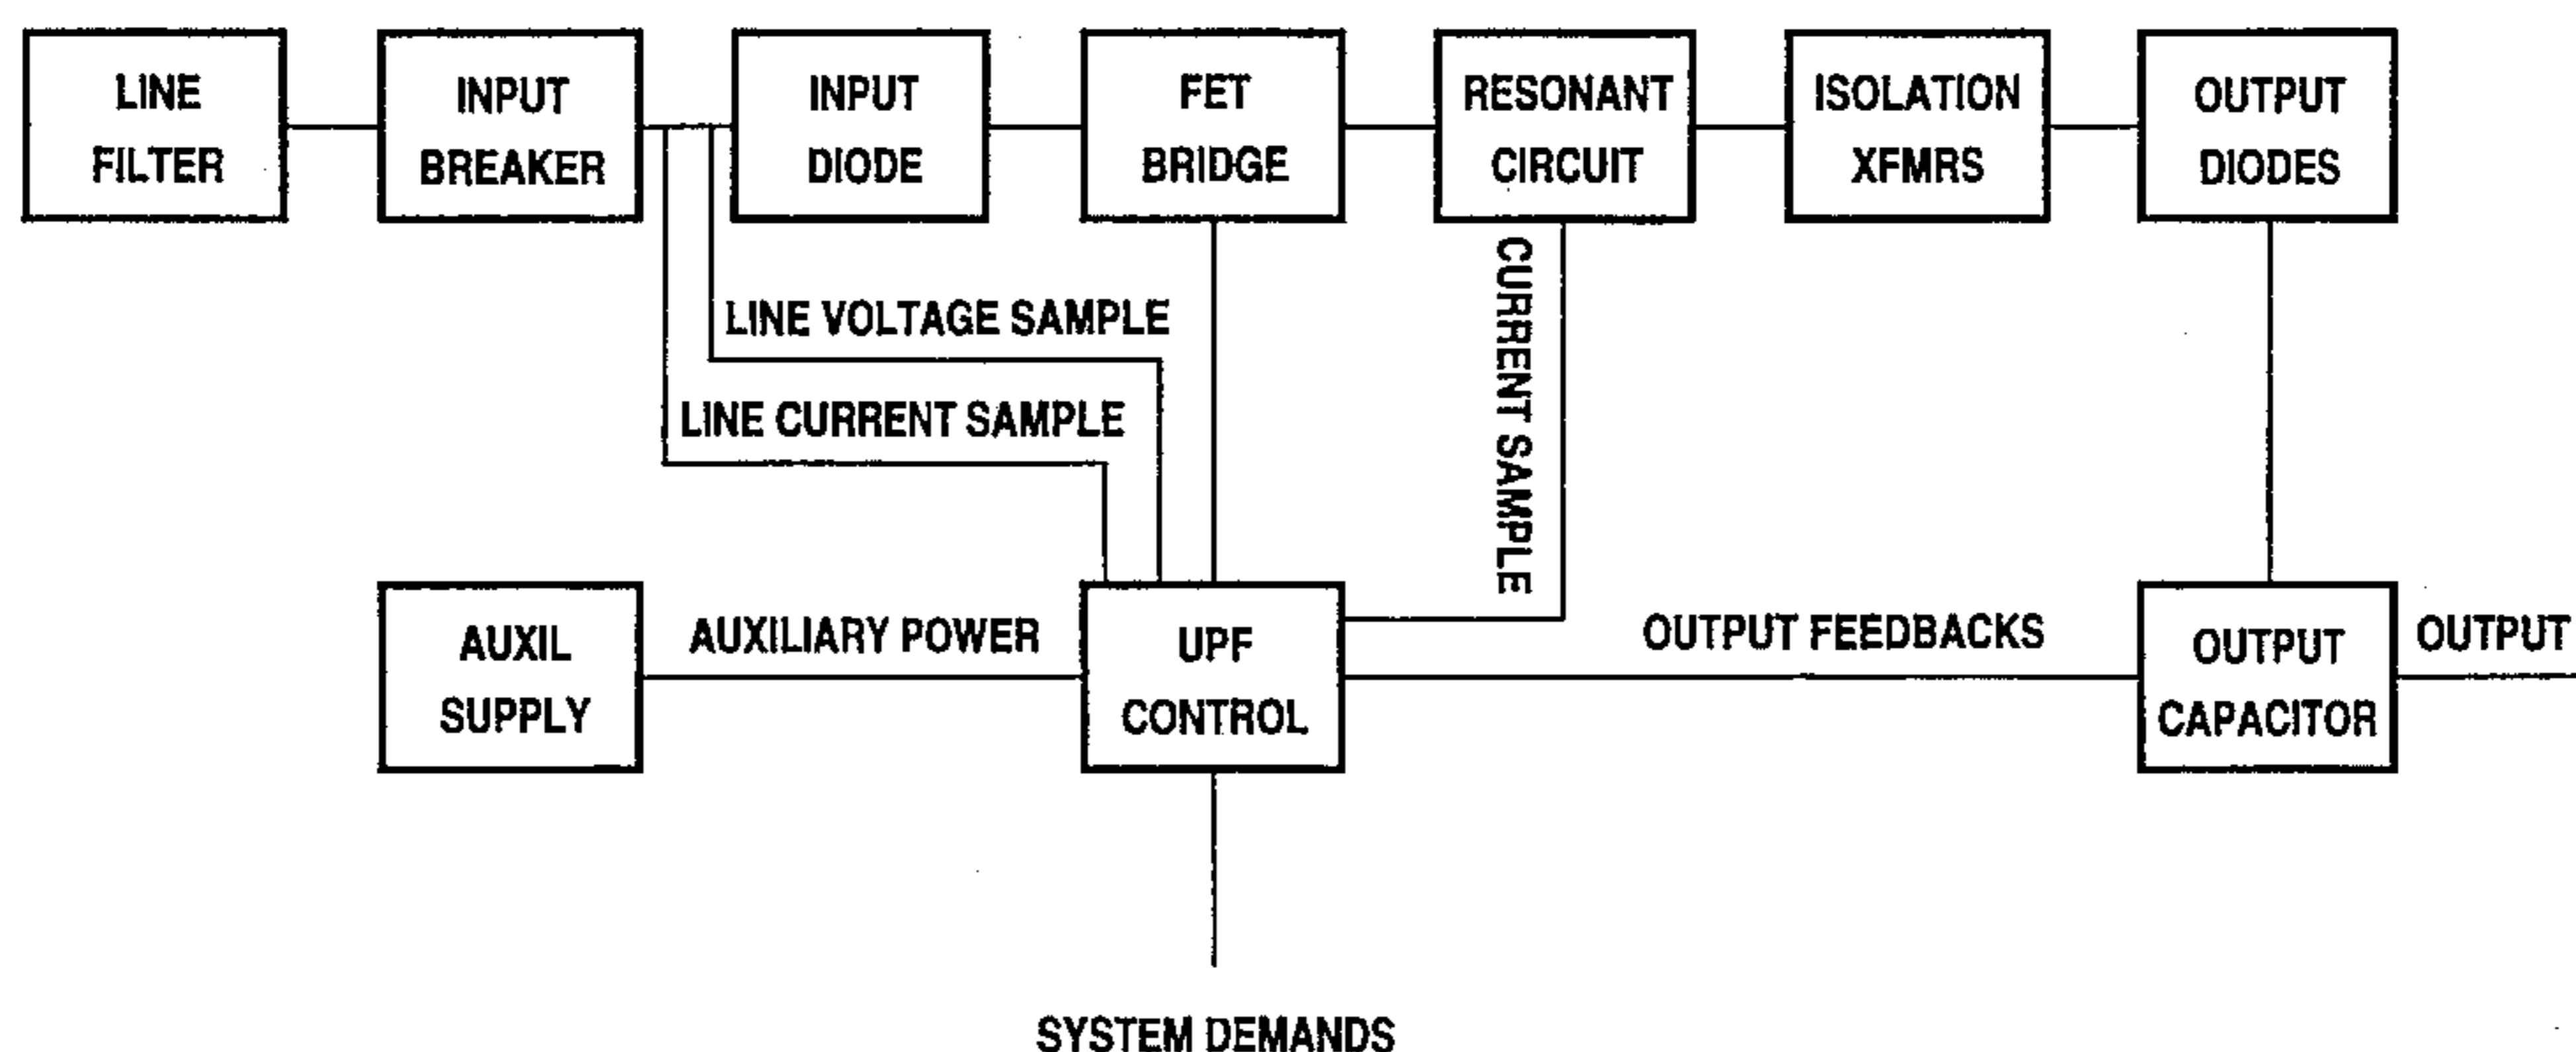 LINE
FILTER
INPUT
BREAKER
INPUT
DIODE
FET
BRIDGE
RESONANT
CIRCUIT
ISOLATION
XFMRS
OUTPUT
DIODES
LINE VOLTAGE SAMPLE
LINE CURRENT SAMPLE
CURRENT SAMPLE
AUXIL
SUPPLY
AUXILIARY POWER
UPF
CONTROL
OUTPUT FEEDBACKS
OUTPUT
CAPACITOR
OUTPUT
SYSTEM DEMANDS